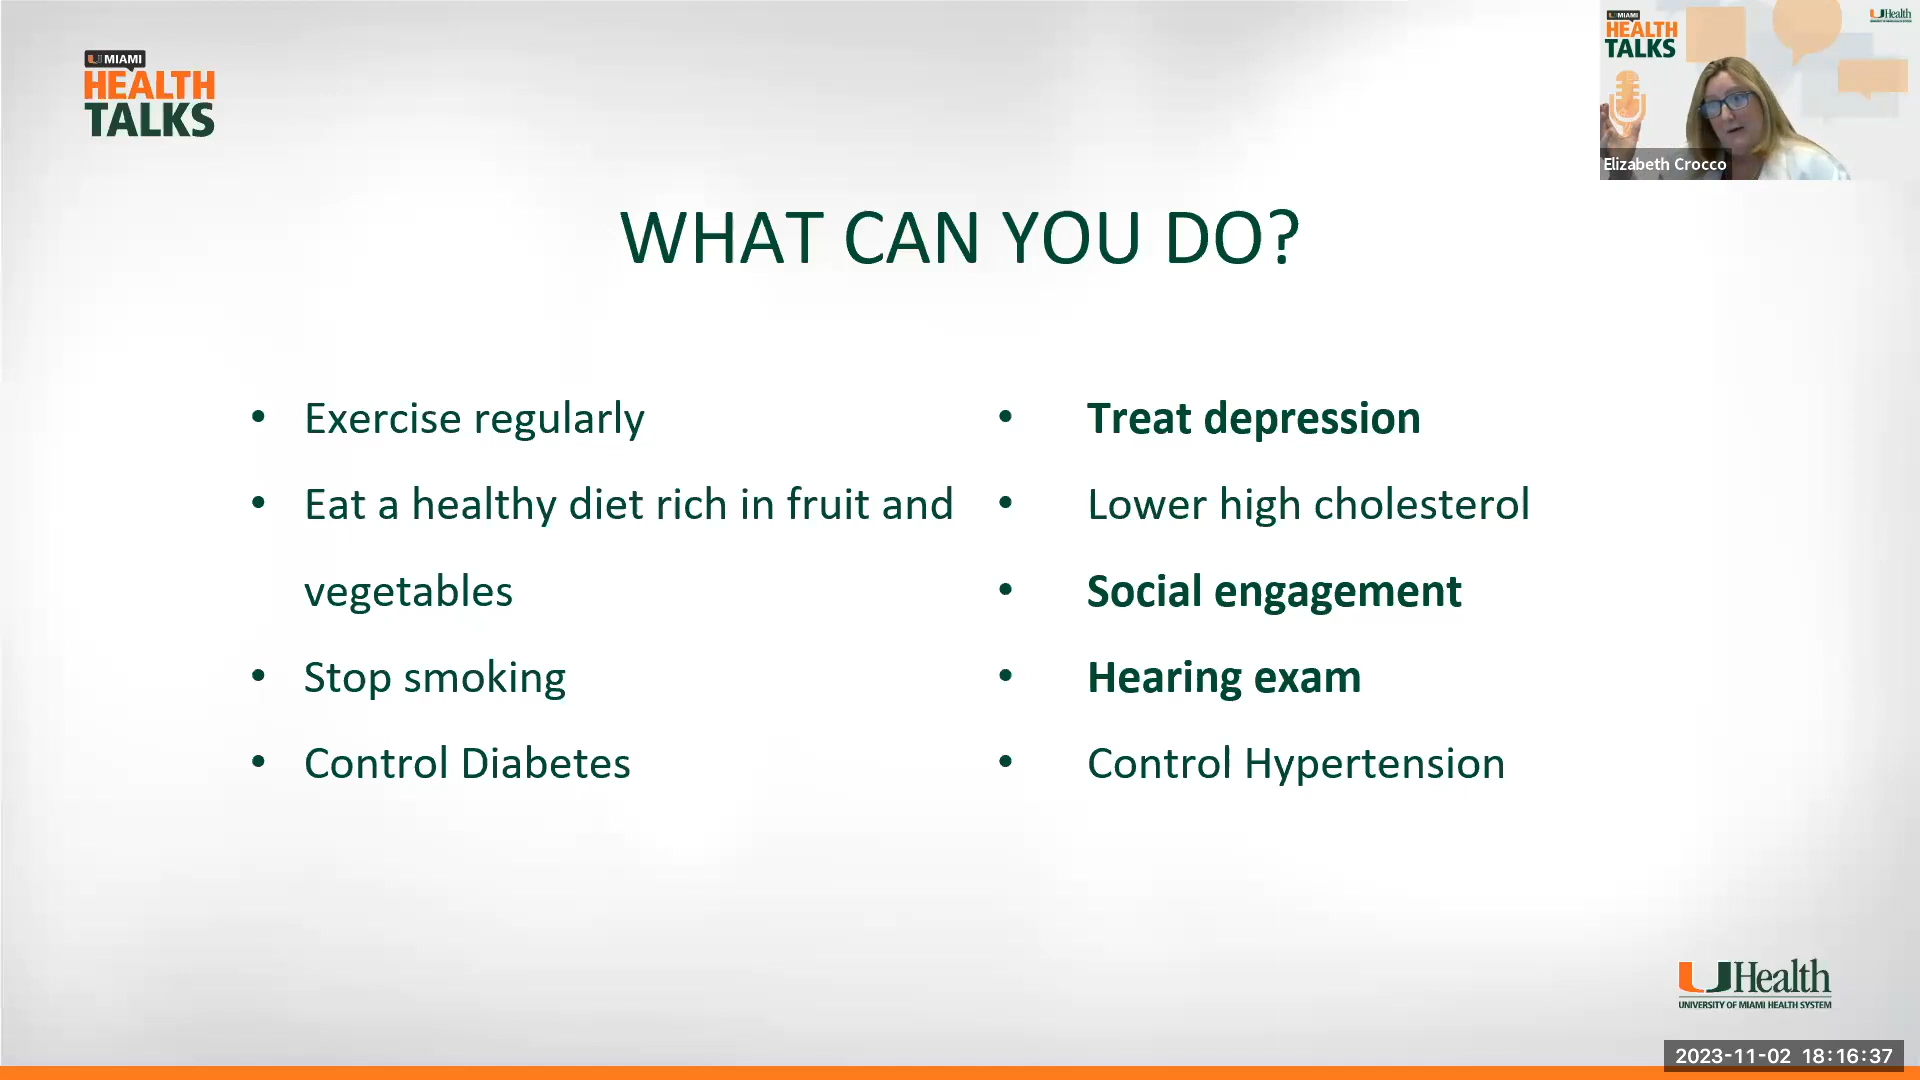 U MIAMI
HEALTH
TALKS
U MIAMI
HEALTH
TALKS
UHealth
Elizabeth Crocco
WHAT CAN YOU DO?
• Exercise regularly
• Eat a healthy diet rich in fruit and
vegetables
• Stop smoking
• Control Diabetes
• Treat depression
• Lower high cholesterol
• Social engagement
• Hearing exam
• Control Hypertension
UHealth
UNIVERSITY OF MIAMI HEALTH SYSTEM
2023-11-02 18:16:37